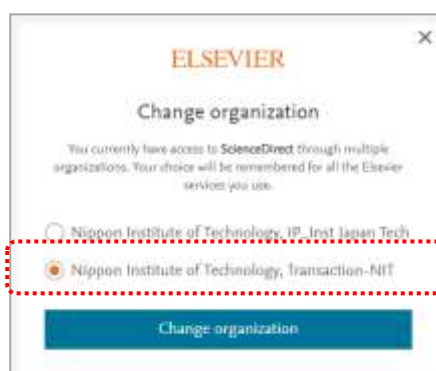 ELSEVIER
Change organization
You currently have access to ScienceDirect through multiple
organizations. Your choice will be remembered for all the Elsevier
services you use.
Nippon Institute of Technology, IP_Inst Japan Tech
Nippon Institute of Technology, Transaction-NIT
Change organization